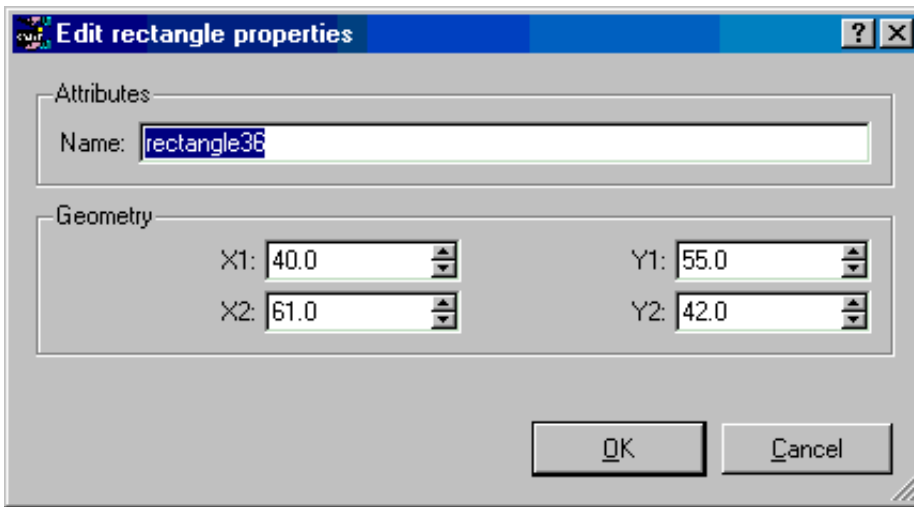 Edit rectangle properties
Attributes
Name: rectangle36
Geometry
X1: 40.0 Y1: 55.0
X2: 61.0 Y2: 42.0
OK Cancel